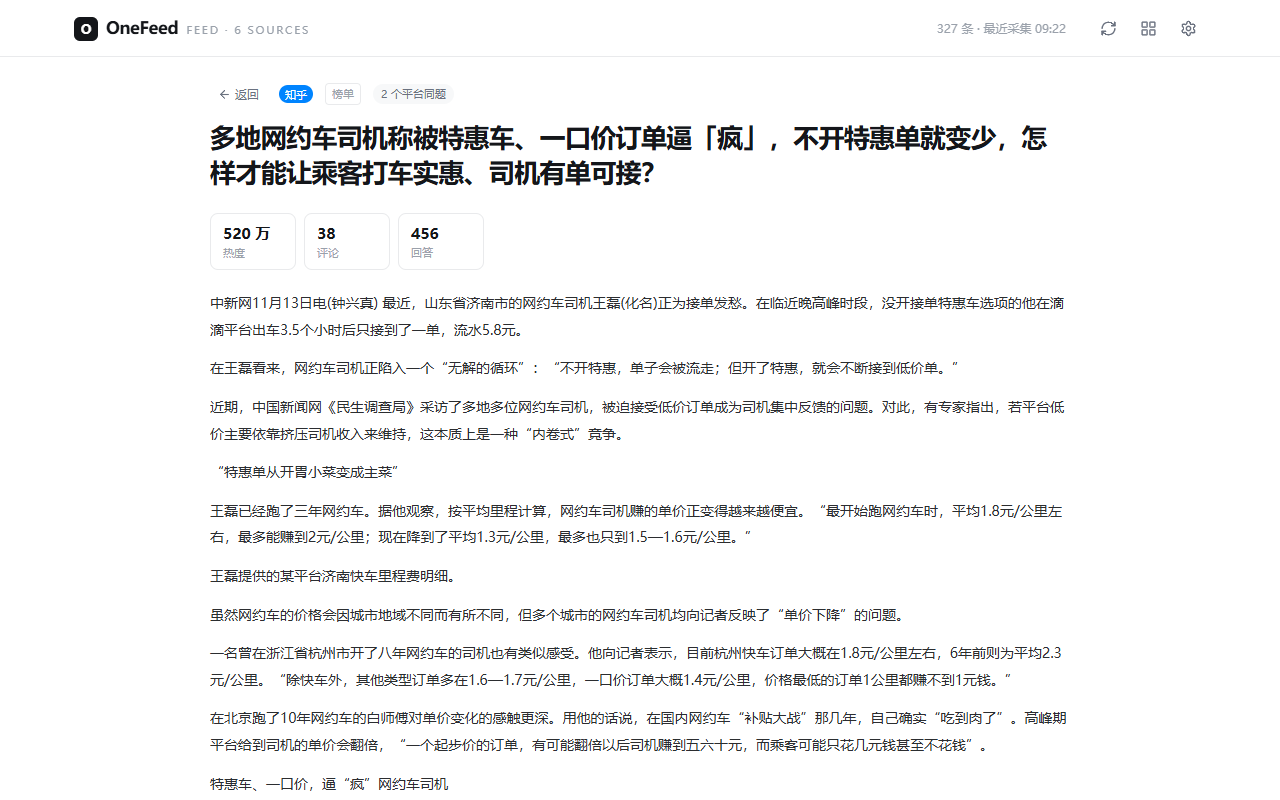 O OneFeed FEED · 6 SOURCES 327 条 · 最近采集 09:22
← 返回 知乎 榜单 2 个平台同题
多地网约车司机称被特惠车、一口价订单逼「疯」，不开特惠单就变少，怎
样才能让乘客打车实惠、司机有单可接？
520 万 38 456
热度 评论 回答
中新网11月13日电(钟兴真) 最近，山东省济南市的网约车司机王磊(化名)正为接单发愁。在临近晚高峰时段，没开接单特惠车选项的他在滴
滴平台出车3.5个小时后只接到了一单，流水5.8元。
在王磊看来，网约车司机正陷入一个“无解的循环”：“不开特惠，单子会被流走；但开了特惠，就会不断接到低价单。”
近期，中国新闻网《民生调查局》采访了多地多位网约车司机，被迫接受低价订单成为司机集中反馈的问题。对此，有专家指出，若平台低
价主要依靠挤压司机收入来维持，这本质上是一种“内卷式”竞争。
“特惠单从开胃小菜变成主菜”
王磊已经跑了三年网约车。据他观察，按平均里程计算，网约车司机赚的单价正变得越来越便宜。“最开始跑网约车时，平均1.8元/公里左
右，最多能赚到2元/公里；现在降到了平均1.3元/公里，最多也只到1.5—1.6元/公里。”
王磊提供的某平台济南快车里程费明细。
虽然网约车的价格会因城市地域不同而有所不同，但多个城市的网约车司机均向记者反映了“单价下降”的问题。
一名曾在浙江省杭州市开了八年网约车的司机也有类似感受。他向记者表示，目前杭州快车订单大概在1.8元/公里左右，6年前则为平均2.3
元/公里。“除快车外，其他类型订单多在1.6—1.7元/公里，一口价订单大概1.4元/公里，价格最低的订单1公里都赚不到1元钱。”
在北京跑了10年网约车的白师傅对单价变化的感触更深。用他的话说，在国内网约车“补贴大战”那几年，自己确实“吃到肉了”。高峰期
平台给到司机的单价会翻倍，“一个起步价的订单，有可能翻倍以后司机赚到五六十元，而乘客可能只花几元钱甚至不花钱”。
特惠车、一口价，逼“疯”网约车司机